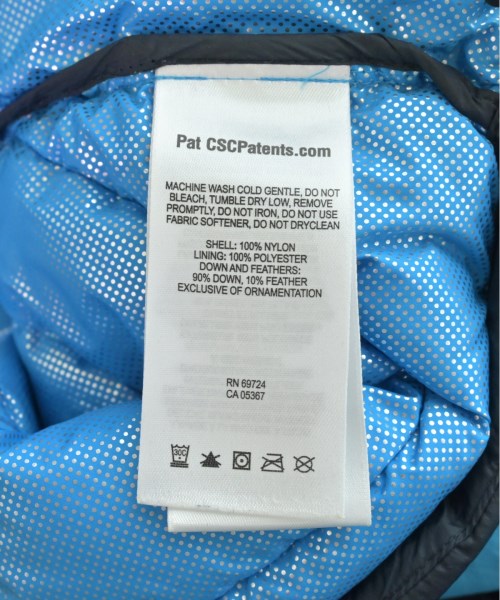 Pat CSCPatents.com
MACHINE WASH COLD GENTLE, DO NOT
BLEACH, TUMBLE DRY LOW, REMOVE
PROMPTLY, DO NOT IRON, DO NOT USE
FABRIC SOFTENER, DO NOT DRYCLEAN
SHELL: 100% NYLON
LINING: 100% POLYESTER
DOWN AND FEATHERS:
90% DOWN, 10% FEATHER
EXCLUSIVE OF ORNAMENTATION
RN 69724
CA 05367
30C